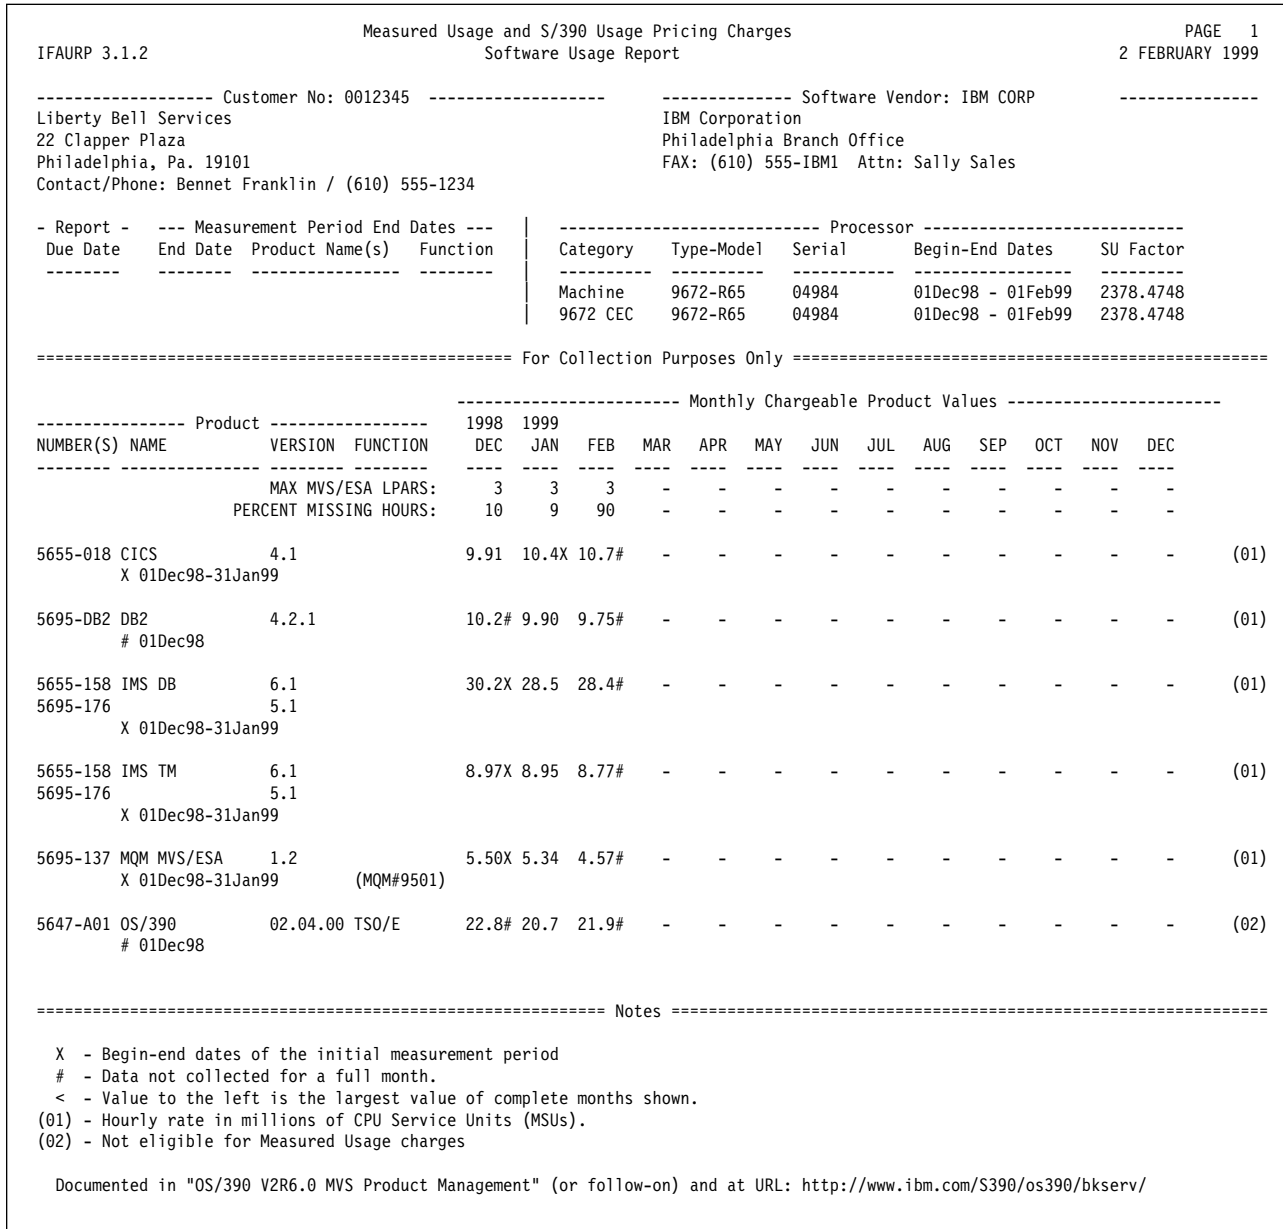 Measured Usage and S/390 Usage Pricing Charges PAGE 1
IFAURP 3.1.2 Software Usage Report 2 FEBRUARY 1999
------------------- Customer No: 0012345 ------------------- -------------- Software Vendor: IBM CORP ---------------
Liberty Bell Services IBM Corporation
22 Clapper Plaza Philadelphia Branch Office
Philadelphia, Pa. 19101 FAX: (610) 555-IBM1 Attn: Sally Sales
Contact/Phone: Bennet Franklin / (610) 555-1234
- Report - --- Measurement Period End Dates --- | ---------------------------- Processor ----------------------------
Due Date End Date Product Name(s) Function | Category Type-Model Serial Begin-End Dates SU Factor
-------- -------- ---------------- -------- | ---------- ---------- ----------- ----------------- ---------
| Machine 9672-R65 04984 01Dec98 - 01Feb99 2378.4748
| 9672 CEC 9672-R65 04984 01Dec98 - 01Feb99 2378.4748
=================================================== For Collection Purposes Only ===================================================
------------------------ Monthly Chargeable Product Values -----------------------
---------------- Product ----------------- 1998 1999
NUMBER(S) NAME VERSION FUNCTION DEC JAN FEB MAR APR MAY JUN JUL AUG SEP OCT NOV DEC
-------- --------------- -------- -------- ---- ---- ---- ---- ---- ---- ---- ---- ---- ---- ---- ---- ----
MAX MVS/ESA LPARS: 3 3 3 - - - - - - - - - -
PERCENT MISSING HOURS: 10 9 90 - - - - - - - - - -
5655-018 CICS 4.1 9.91 10.4X 10.7# - - - - - - - - - - (01)
X 01Dec98-31Jan99
5695-DB2 DB2 4.2.1 10.2# 9.90 9.75# - - - - - - - - - - (01)
# 01Dec98
5655-158 IMS DB 6.1 30.2X 28.5 28.4# - - - - - - - - - - (01)
5695-176 5.1
X 01Dec98-31Jan99
5655-158 IMS TM 6.1 8.97X 8.95 8.77# - - - - - - - - - - (01)
5695-176 5.1
X 01Dec98-31Jan99
5695-137 MQM MVS/ESA 1.2 5.50X 5.34 4.57# - - - - - - - - - - (01)
X 01Dec98-31Jan99 (MQM#9501)
5647-A01 OS/390 02.04.00 TSO/E 22.8# 20.7 21.9# - - - - - - - - - - (02)
# 01Dec98
============================================================= Notes ================================================================
X - Begin-end dates of the initial measurement period
# - Data not collected for a full month.
< - Value to the left is the largest value of complete months shown.
(01) - Hourly rate in millions of CPU Service Units (MSUs).
(02) - Not eligible for Measured Usage charges
Documented in "OS/390 V2R6.0 MVS Product Management" (or follow-on) and at URL: http://www.ibm.com/S390/os390/bkserv/